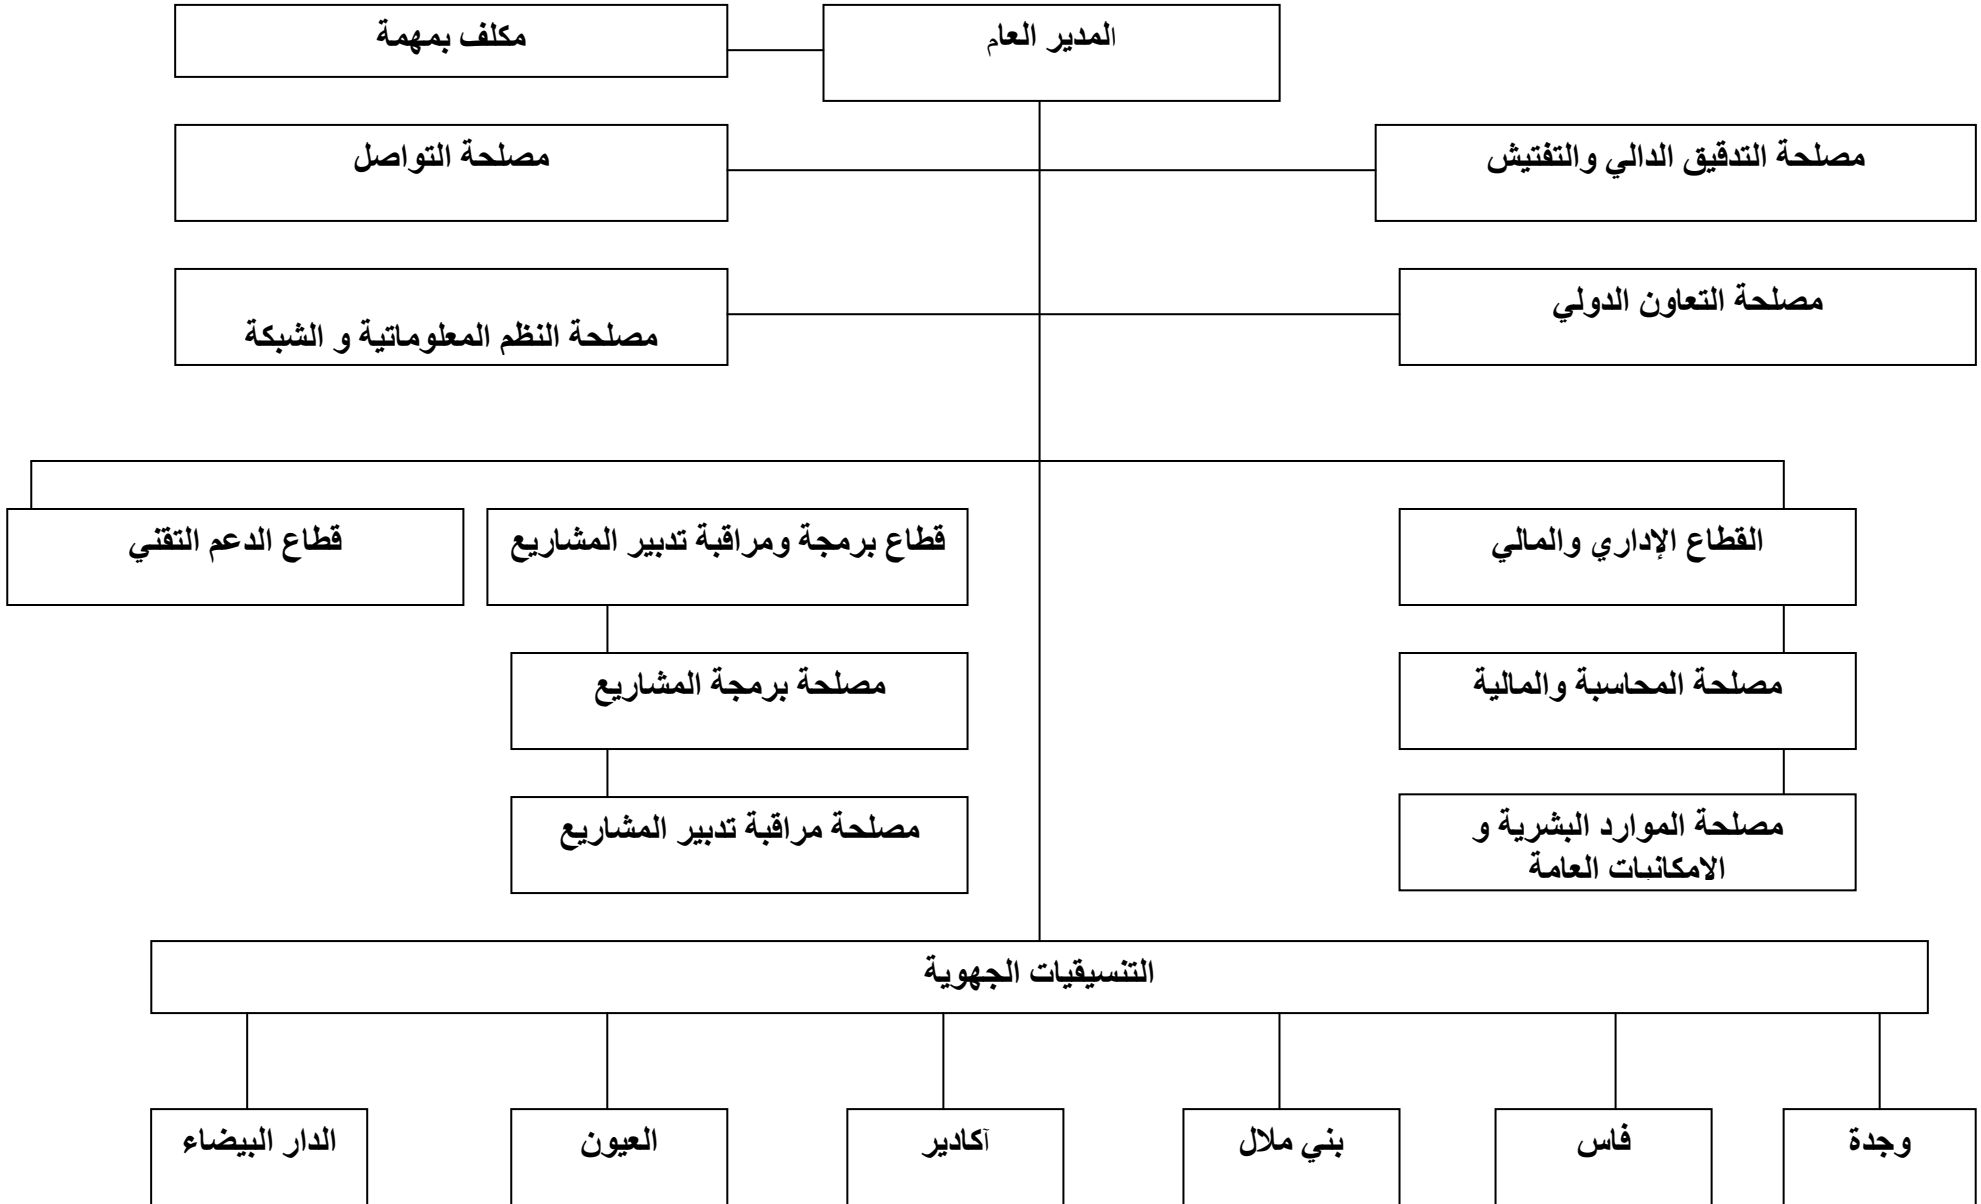 المدير العام
مكلف بمهمة
مصلحة التدقيق الدالي والتفتيش
مصلحة التواصل
مصلحة التعاون الدولي
مصلحة النظم المعلوماتية و الشبكة
القطاع الإداري والمالي
قطاع برمجة ومراقبة تدبير المشاريع
قطاع الدعم التقني
مصلحة المحاسبة والمالية
مصلحة برمجة المشاريع
مصلحة الموارد البشرية و
الامكانيات العامة
مصلحة مراقبة تدبير المشاريع
التنسيقيات الجهوية
وجدة
فاس
بني ملال
آكادير
العيون
الدار البيضاء